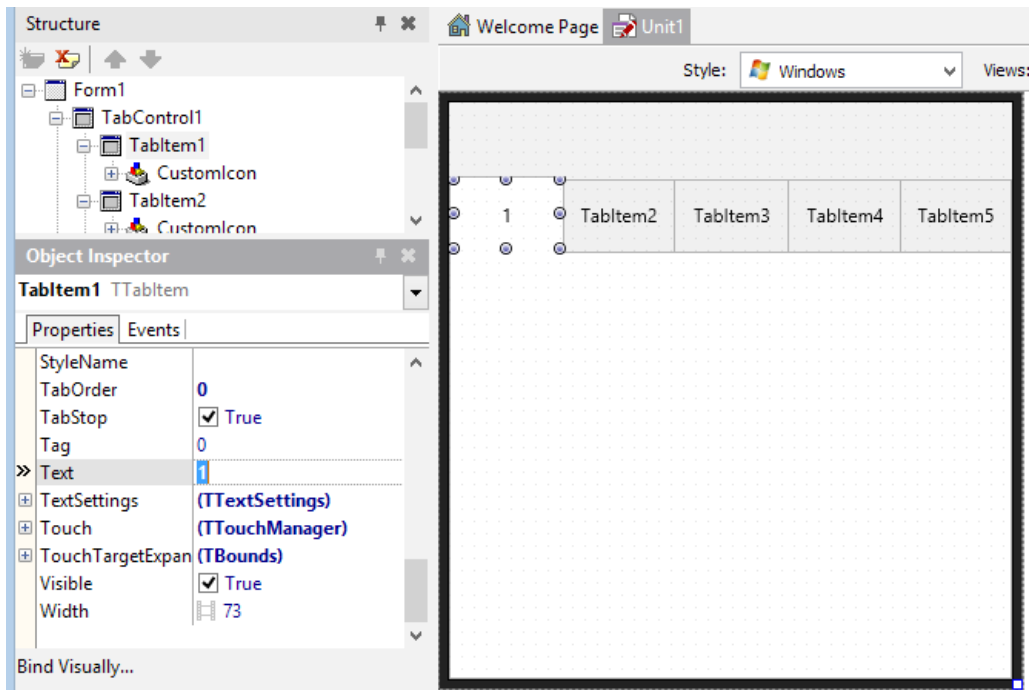 Structure
Form1
TabControl1
TabItem1
CustomIcon
TabItem2
CustomIcon
Object Inspector
TabItem1 TTabItem
Properties Events
StyleName
TabOrder 0
TabStop True
Tag 0
Text 1
TextSettings (TTextSettings)
Touch (TTouchManager)
TouchTargetExpan (TBounds)
Visible True
Width 73
Bind Visually...
Welcome Page Unit1
Style: Windows Views:
1 TabItem2 TabItem3 TabItem4 TabItem5